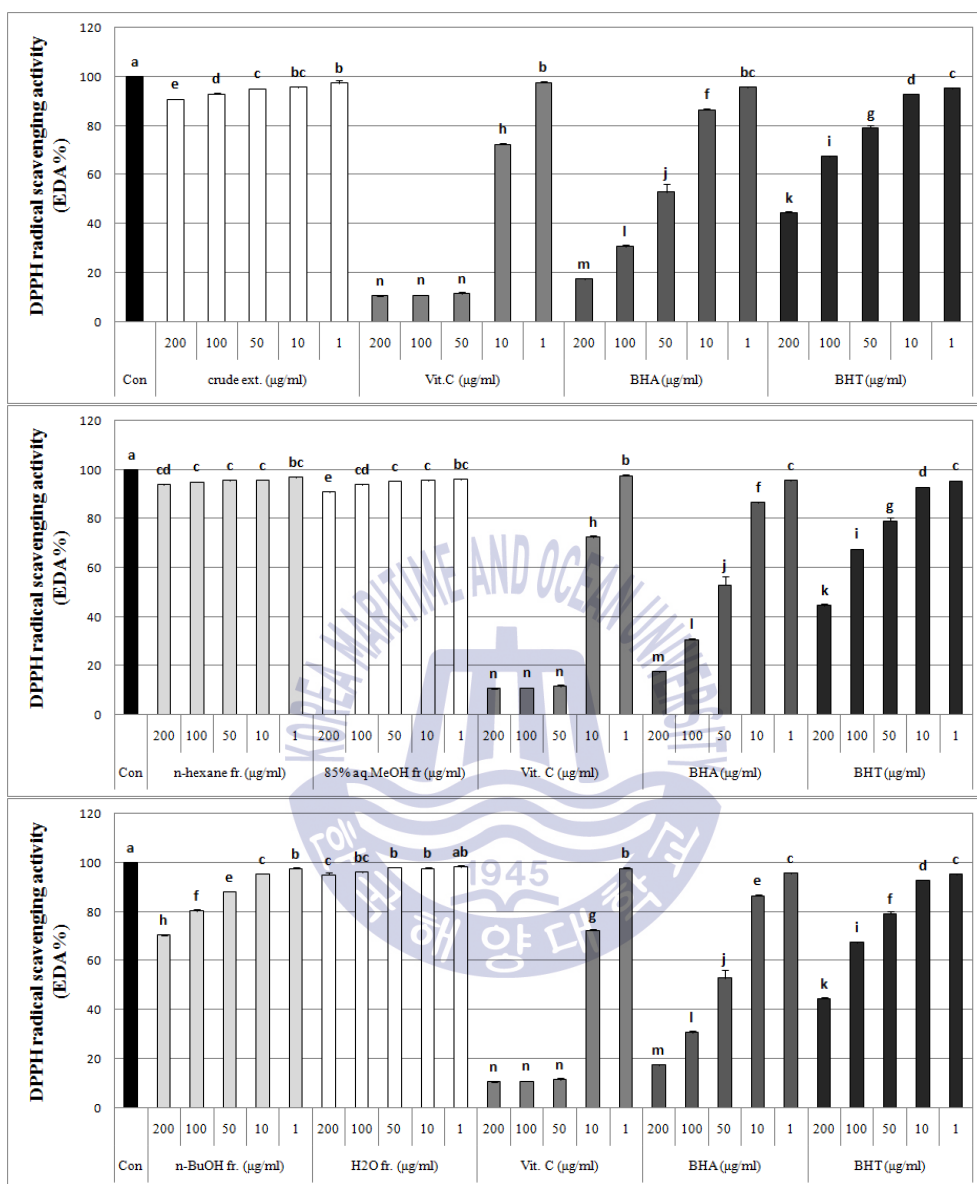 DPPH radical scavenging activity
(EDA%)
120
100
80
60
40
20
0
a
e
d
c
bc
b
n
n
n
h
b
m
l
j
f
bc
k
i
g
d
c
200 100 50 10 1 200 100 50 10 1 200 100 50 10 1 200 100 50 10 1
Con crude ext. (µg/ml) Vit.C (µg/ml) BHA (µg/ml) BHT (µg/ml)
DPPH radical scavenging activity
(EDA%)
120
100
80
60
40
20
0
a
cd
c
c
c
bc
e
cd
c
c
bc
n
n
n
h
b
m
l
j
f
c
k
i
g
d
c
200 100 50 10 1 200 100 50 10 1 200 100 50 10 1 200 100 50 10 1 200 100 50 10 1
Con n-hexane fr. (µg/ml) 85% aq.MeOH fr (µg/ml) Vit. C (µg/ml) BHA (µg/ml) BHT (µg/ml)
DPPH radical scavenging activity
(EDA%)
120
100
80
60
40
20
0
a
h
f
e
c
b
c
bc
b
b
ab
n
n
n
g
b
m
l
j
e
c
k
i
f
d
c
200 100 50 10 1 200 100 50 10 1 200 100 50 10 1 200 100 50 10 1 200 100 50 10 1
Con n-BuOH fr. (µg/ml) H2O fr. (µg/ml) Vit. C (µg/ml) BHA (µg/ml) BHT (µg/ml)
KOREA MARITIME AND OCEAN UNIVERSITY
1945
한국해양대학교